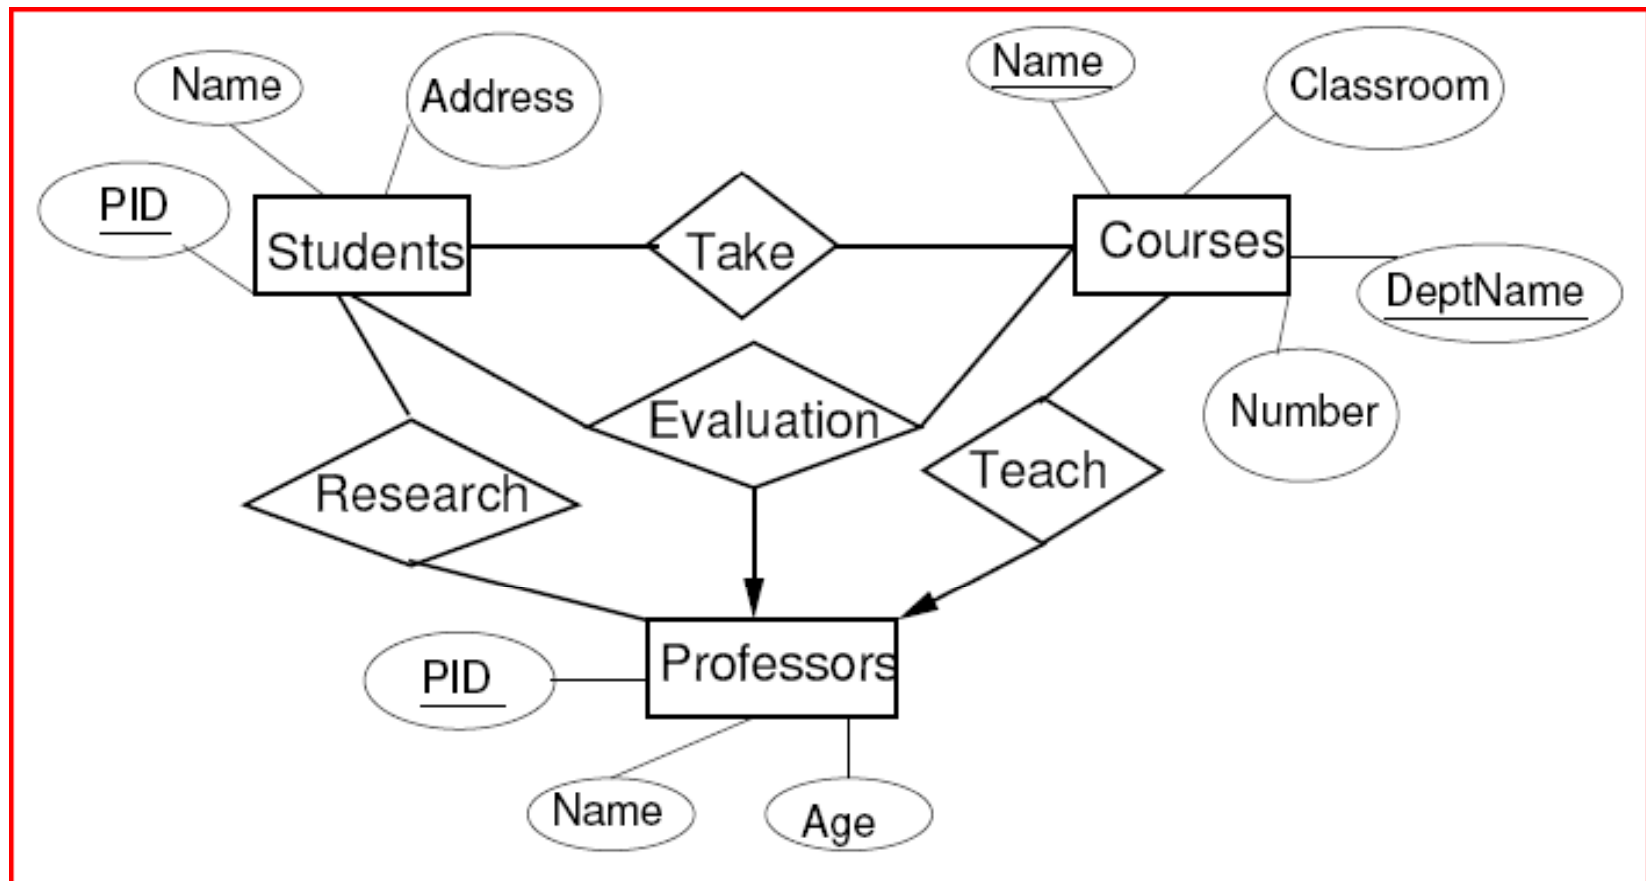 Name
Address
Name
Classroom
PID
Students
Take
Courses
DeptName
Evaluation
Number
Research
Teach
Professors
PID
Name
Age